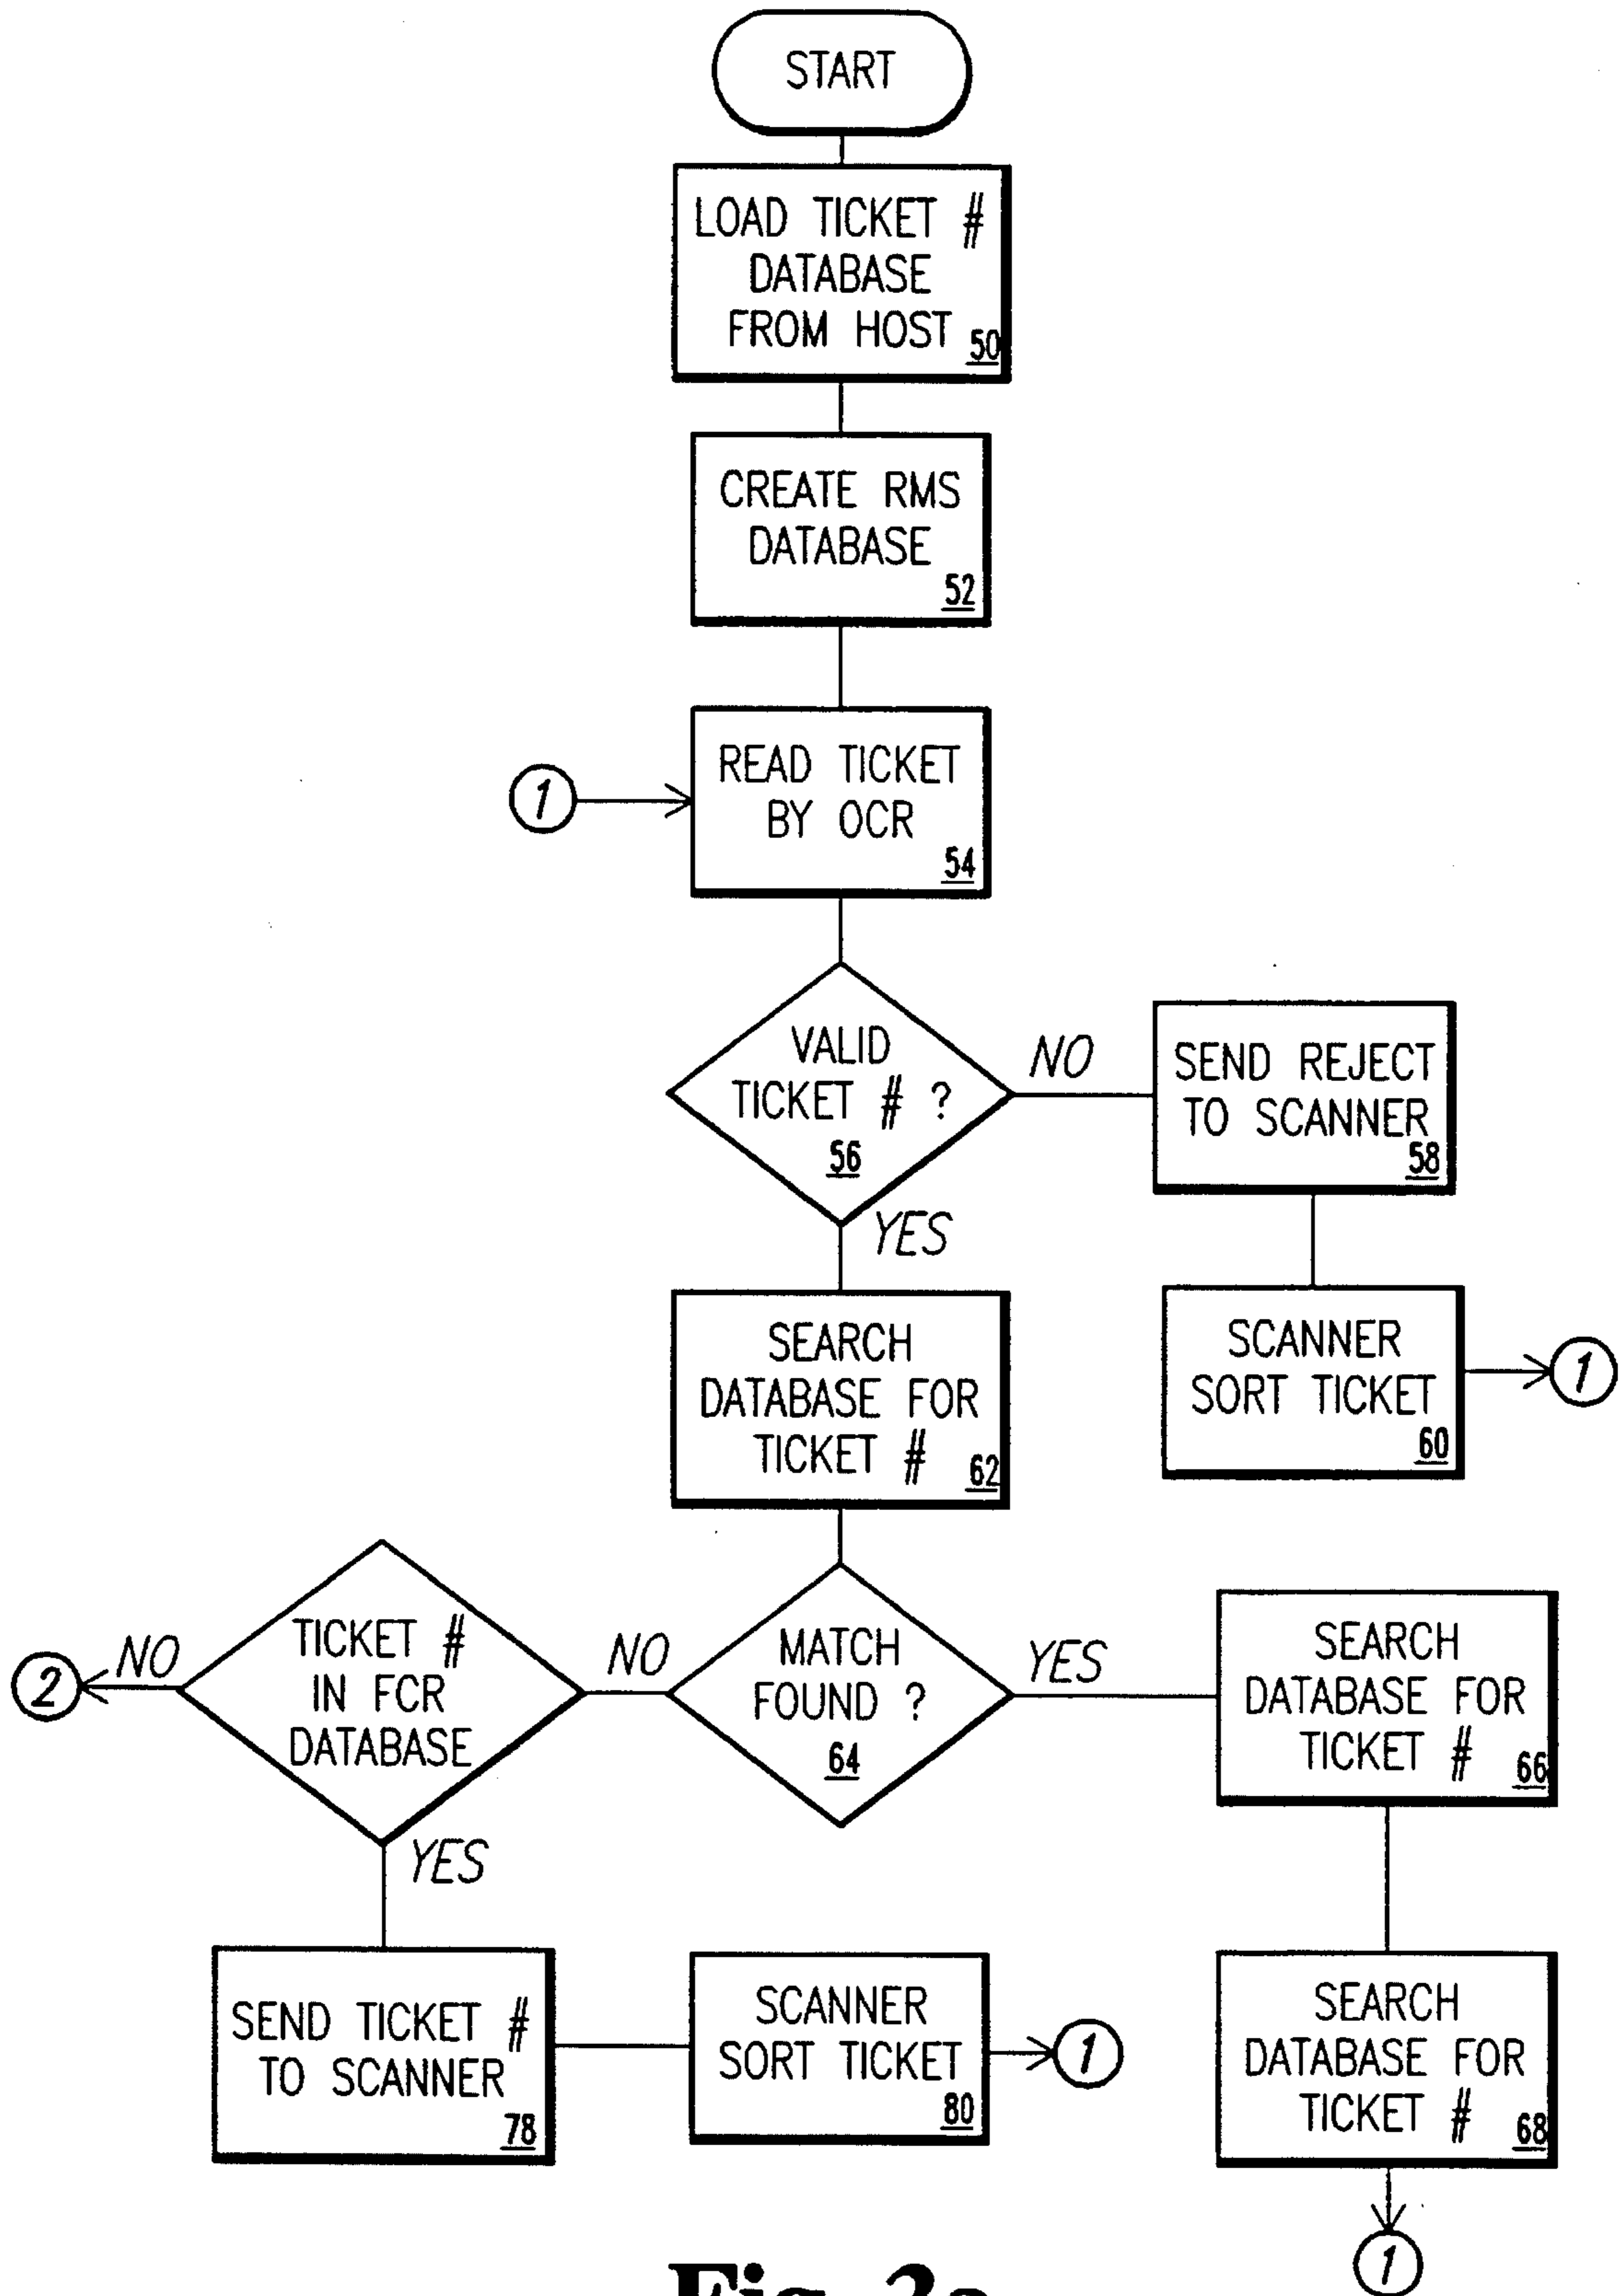 START
LOAD TICKET #
DATABASE
FROM HOST
50
CREATE RMS
DATABASE
52
1
READ TICKET
BY OCR
54
VALID
TICKET # ?
56
NO
SEND REJECT
TO SCANNER
58
YES
SCANNER
SORT TICKET
60
1
SEARCH
DATABASE FOR
TICKET #
62
2
NO
TICKET #
IN FCR
DATABASE
NO
MATCH
FOUND ?
64
YES
SEARCH
DATABASE FOR
TICKET #
66
YES
SEND TICKET #
TO SCANNER
78
SCANNER
SORT TICKET
80
1
SEARCH
DATABASE FOR
TICKET #
68
1